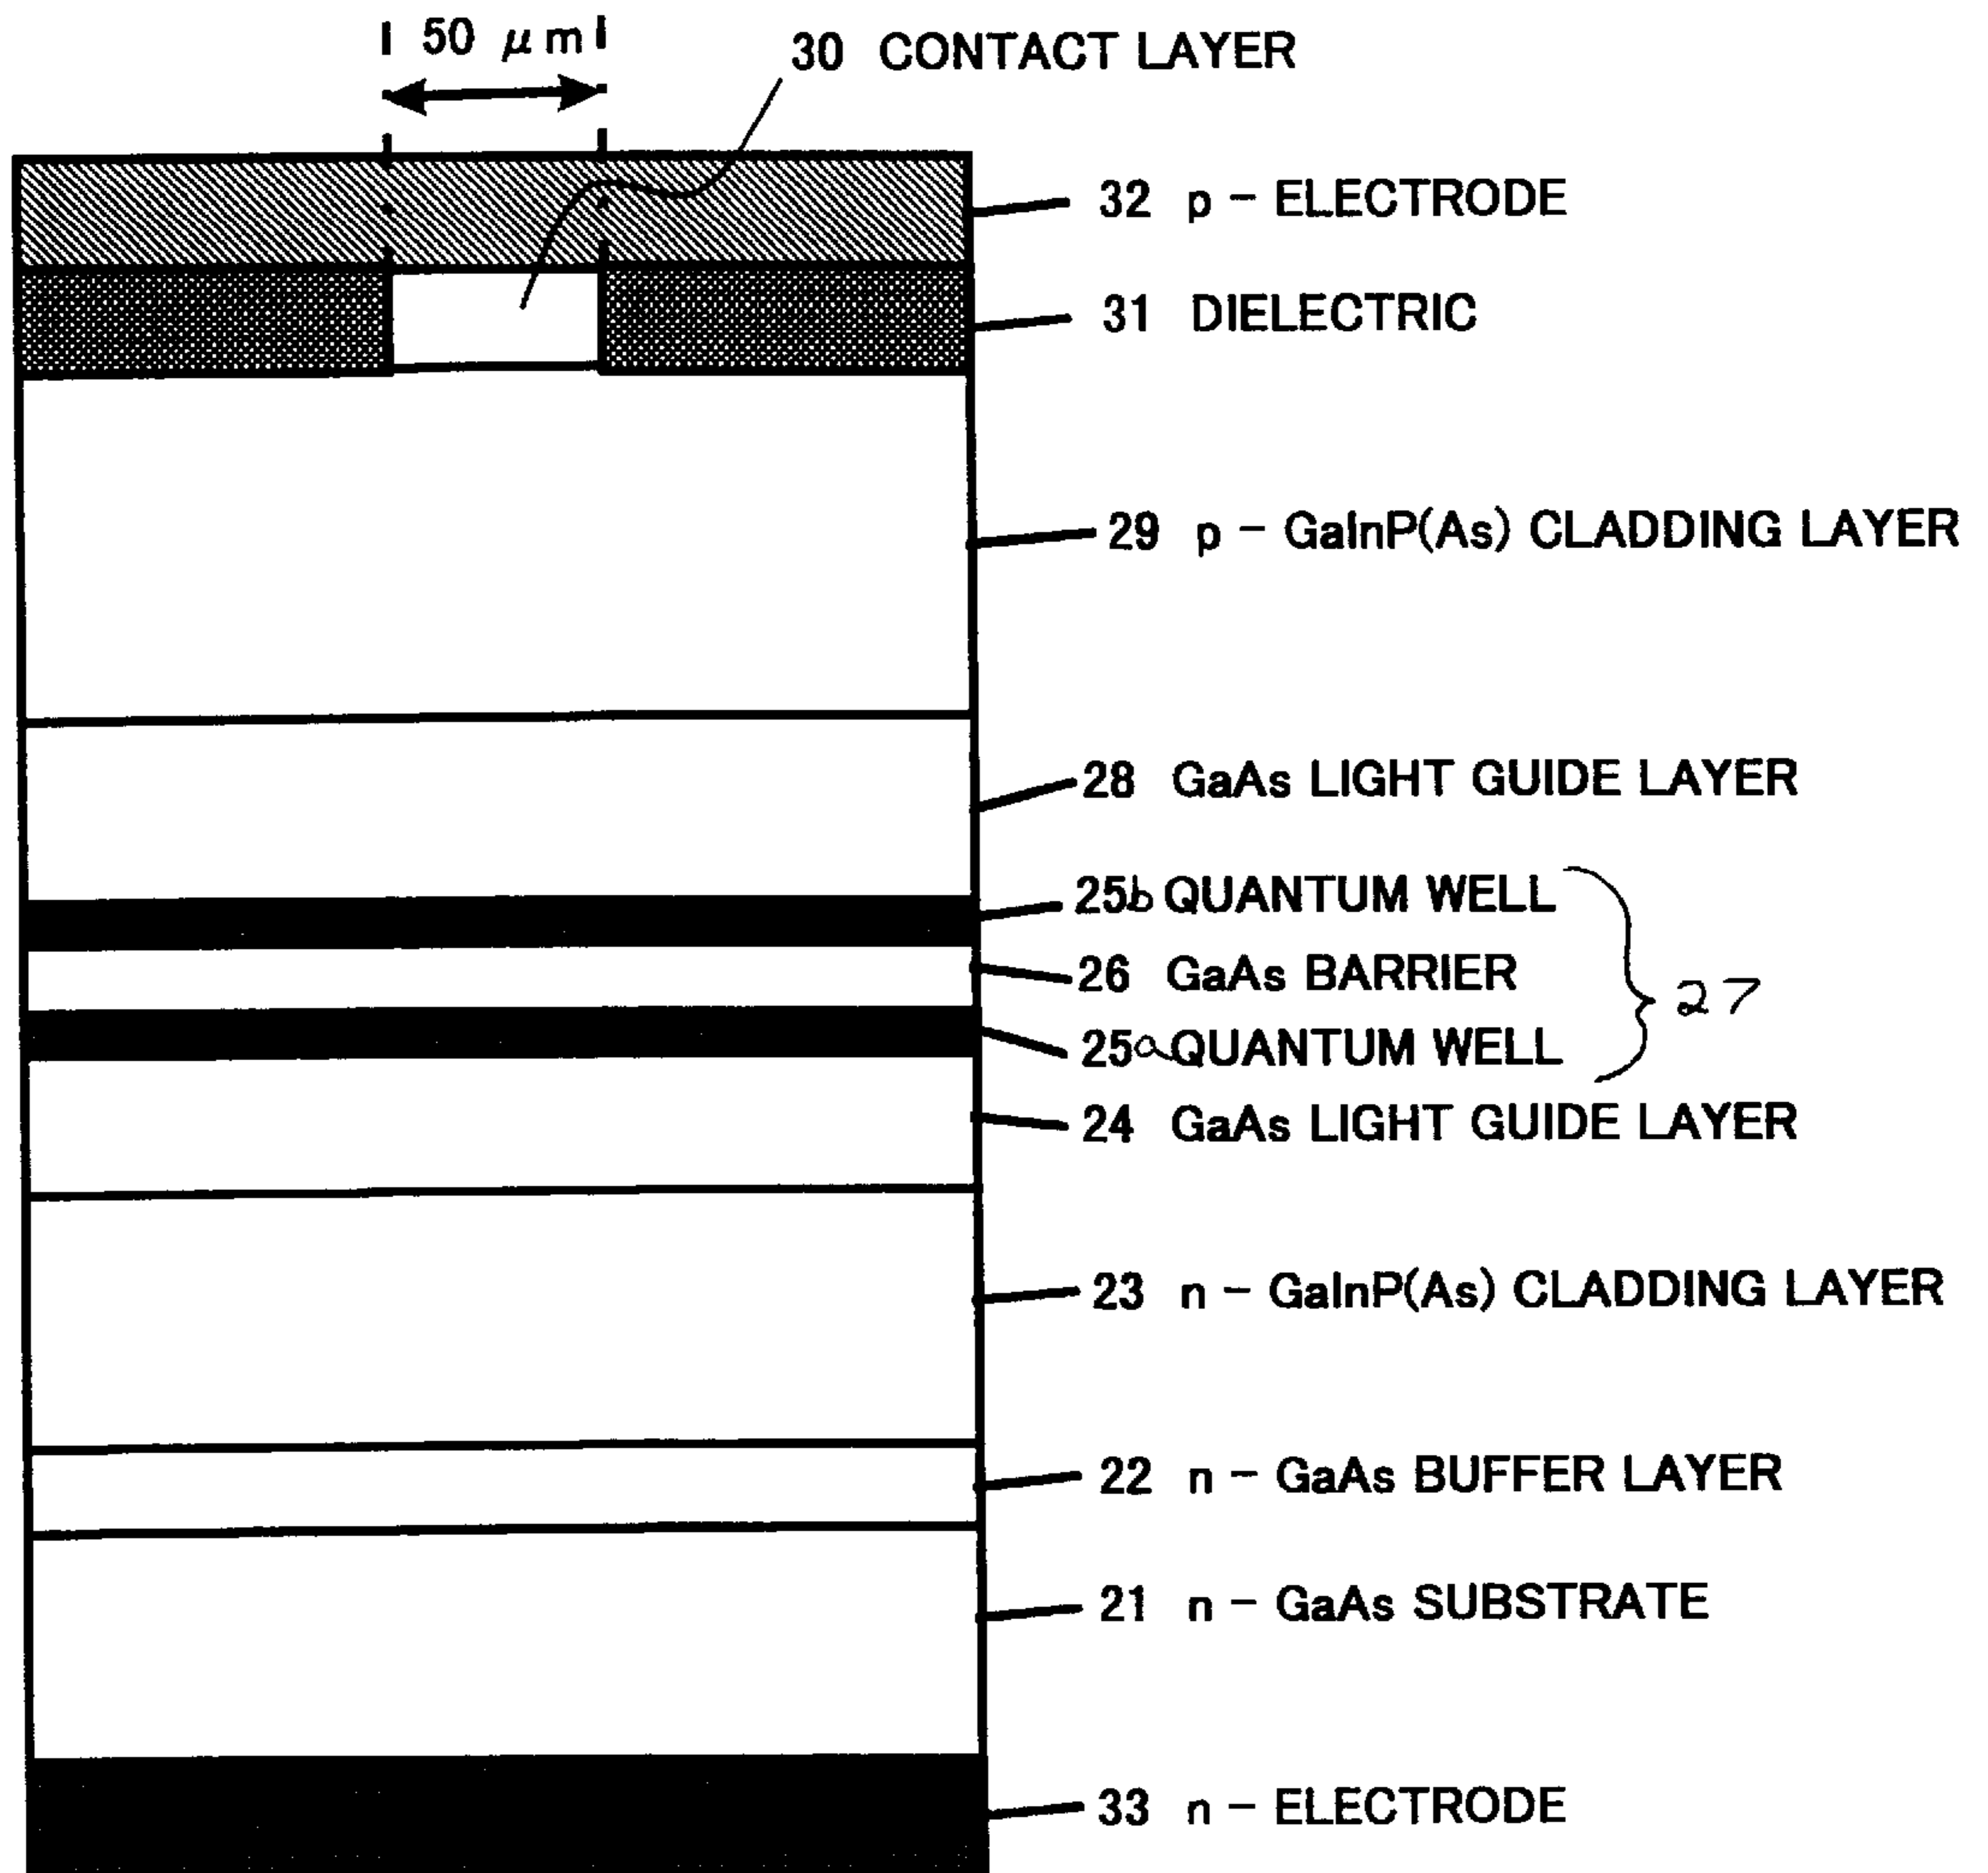 50 μm
30 CONTACT LAYER
32 p - ELECTRODE
31 DIELECTRIC
29 p - GaInP(As) CLADDING LAYER
28 GaAs LIGHT GUIDE LAYER
25b QUANTUM WELL
26 GaAs BARRIER
27
25a QUANTUM WELL
24 GaAs LIGHT GUIDE LAYER
23 n - GaInP(As) CLADDING LAYER
22 n - GaAs BUFFER LAYER
21 n - GaAs SUBSTRATE
33 n - ELECTRODE